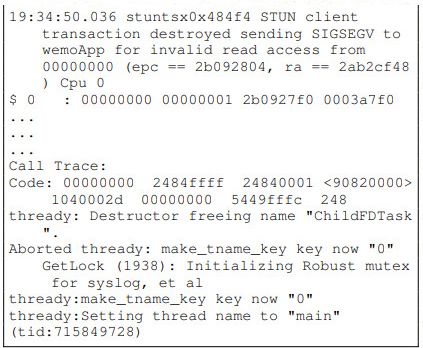 19:34:50.036 stuntsx0x484f4 STUN client
transaction destroyed sending SIGSEGV to
wemoApp for invalid read access from
00000000 (epc == 2b092804, ra == 2ab2cf48
) Cpu 0
$ 0   : 00000000 00000001 2b0927f0 0003a7f0
...
...
...
Call Trace:
Code: 00000000  2484ffff  24840001 <90820000>
1040002d  00000000  5449fffc  248
thready: Destructor freeing name "ChildFDTask
".
Aborted thready: make_tname_key key now "0"
GetLock (1938): Initializing Robust mutex
for syslog, et al
thready:make_tname_key key now "0"
thready:Setting thread name to "main"
(tid:715849728)